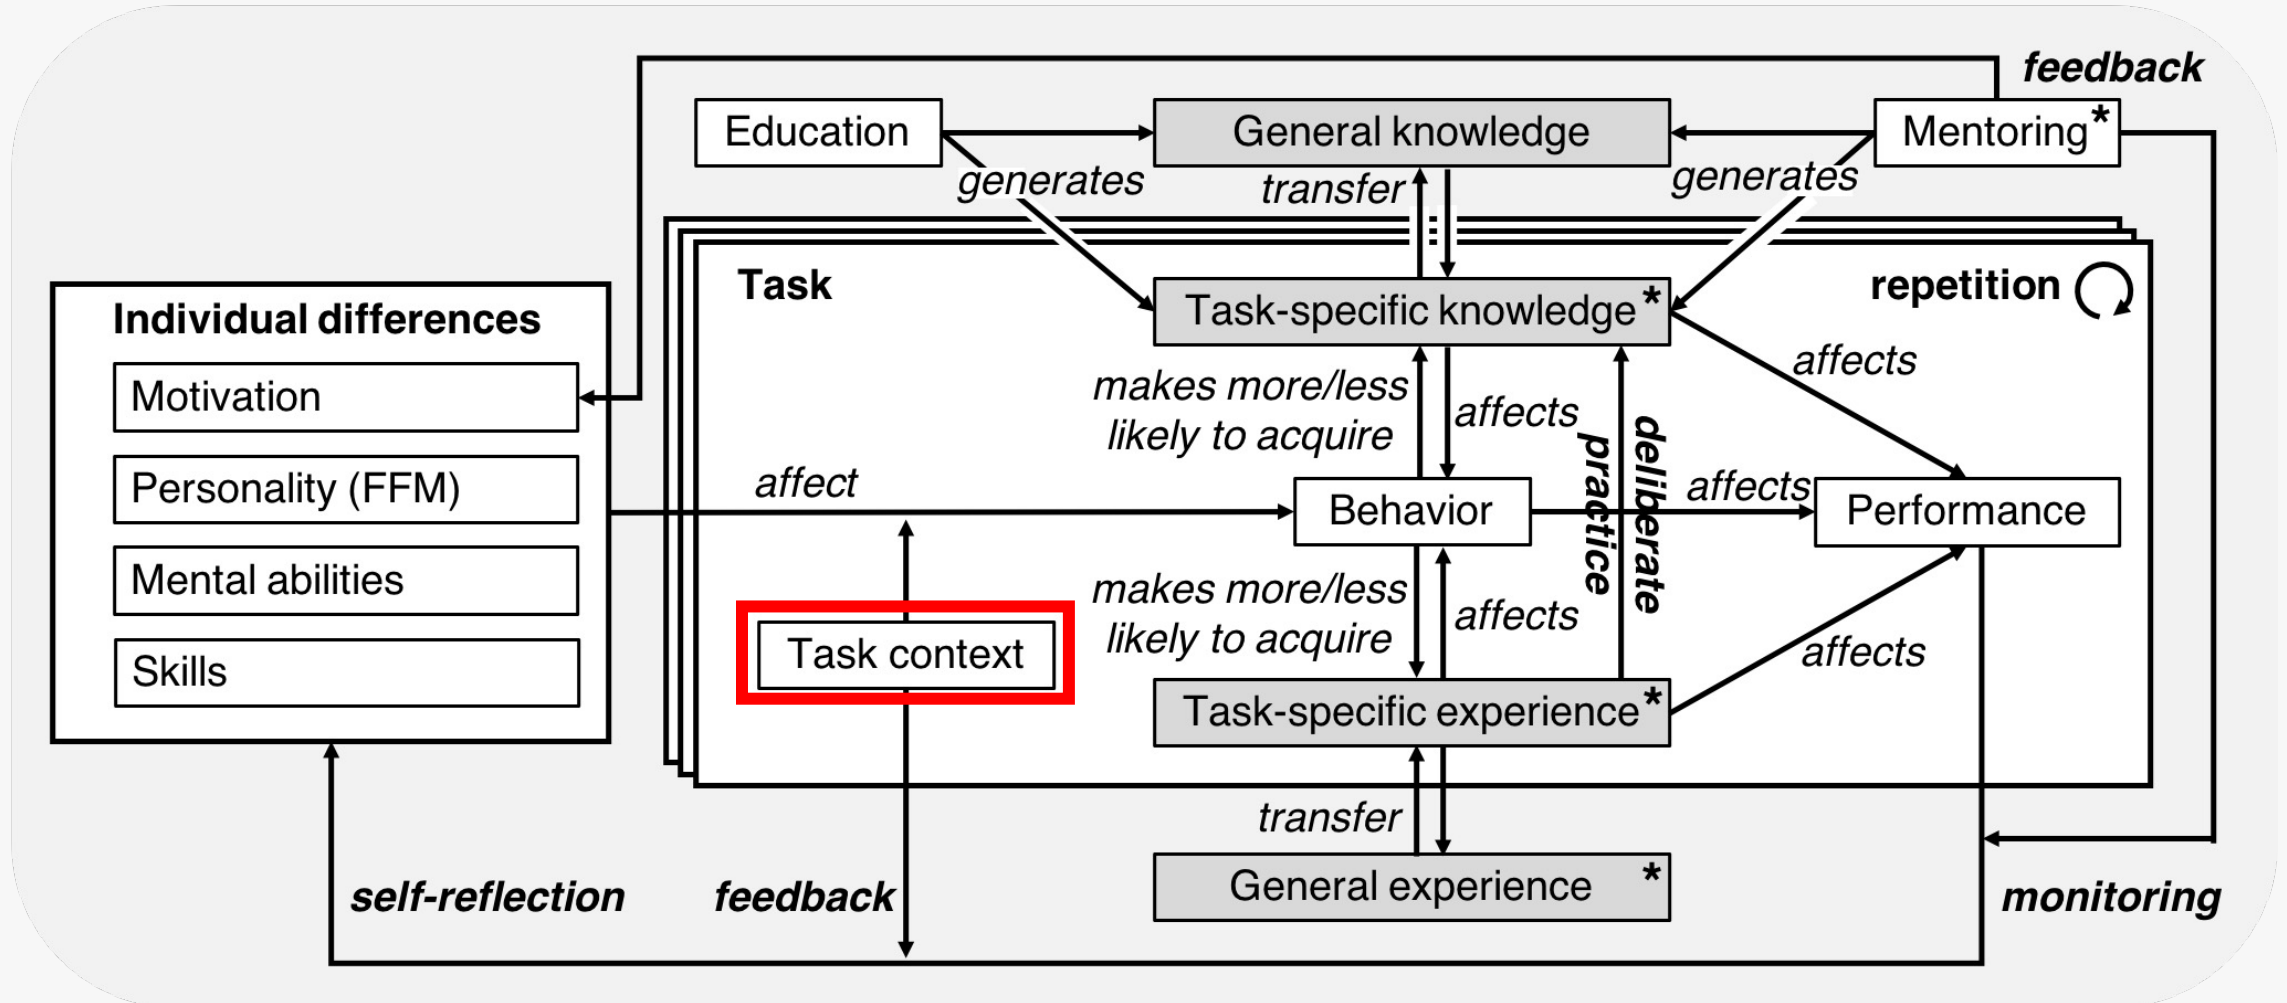 feedback
Education
General knowledge
Mentoring*
generates
transfer
generates
Task
repetition
Individual differences
Task-specific knowledge*
Motivation
Personality (FFM)
Mental abilities
Skills
makes more/less
likely to acquire
affects
affects
deliberate
practice
affect
Behavior
affects
Performance
makes more/less
likely to acquire
affects
Task context
affects
Task-specific experience*
transfer
General experience *
self-reflection
feedback
monitoring